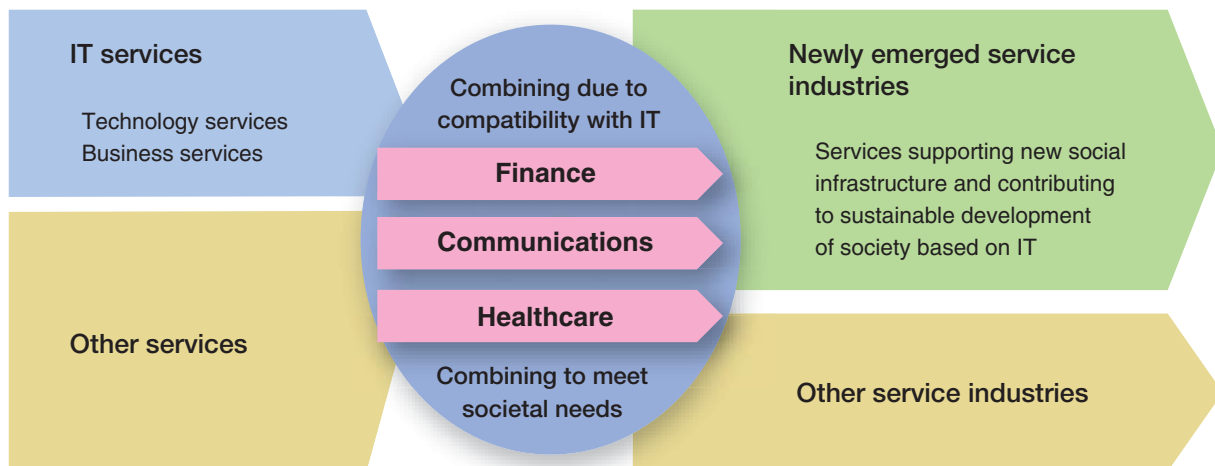 IT services
Technology services
Business services
Other services
Combining due to
compatibility with IT
Finance
Communications
Healthcare
Combining to meet
societal needs
Newly emerged service
industries
Services supporting new social
infrastructure and contributing
to sustainable development
of society based on IT
Other service industries